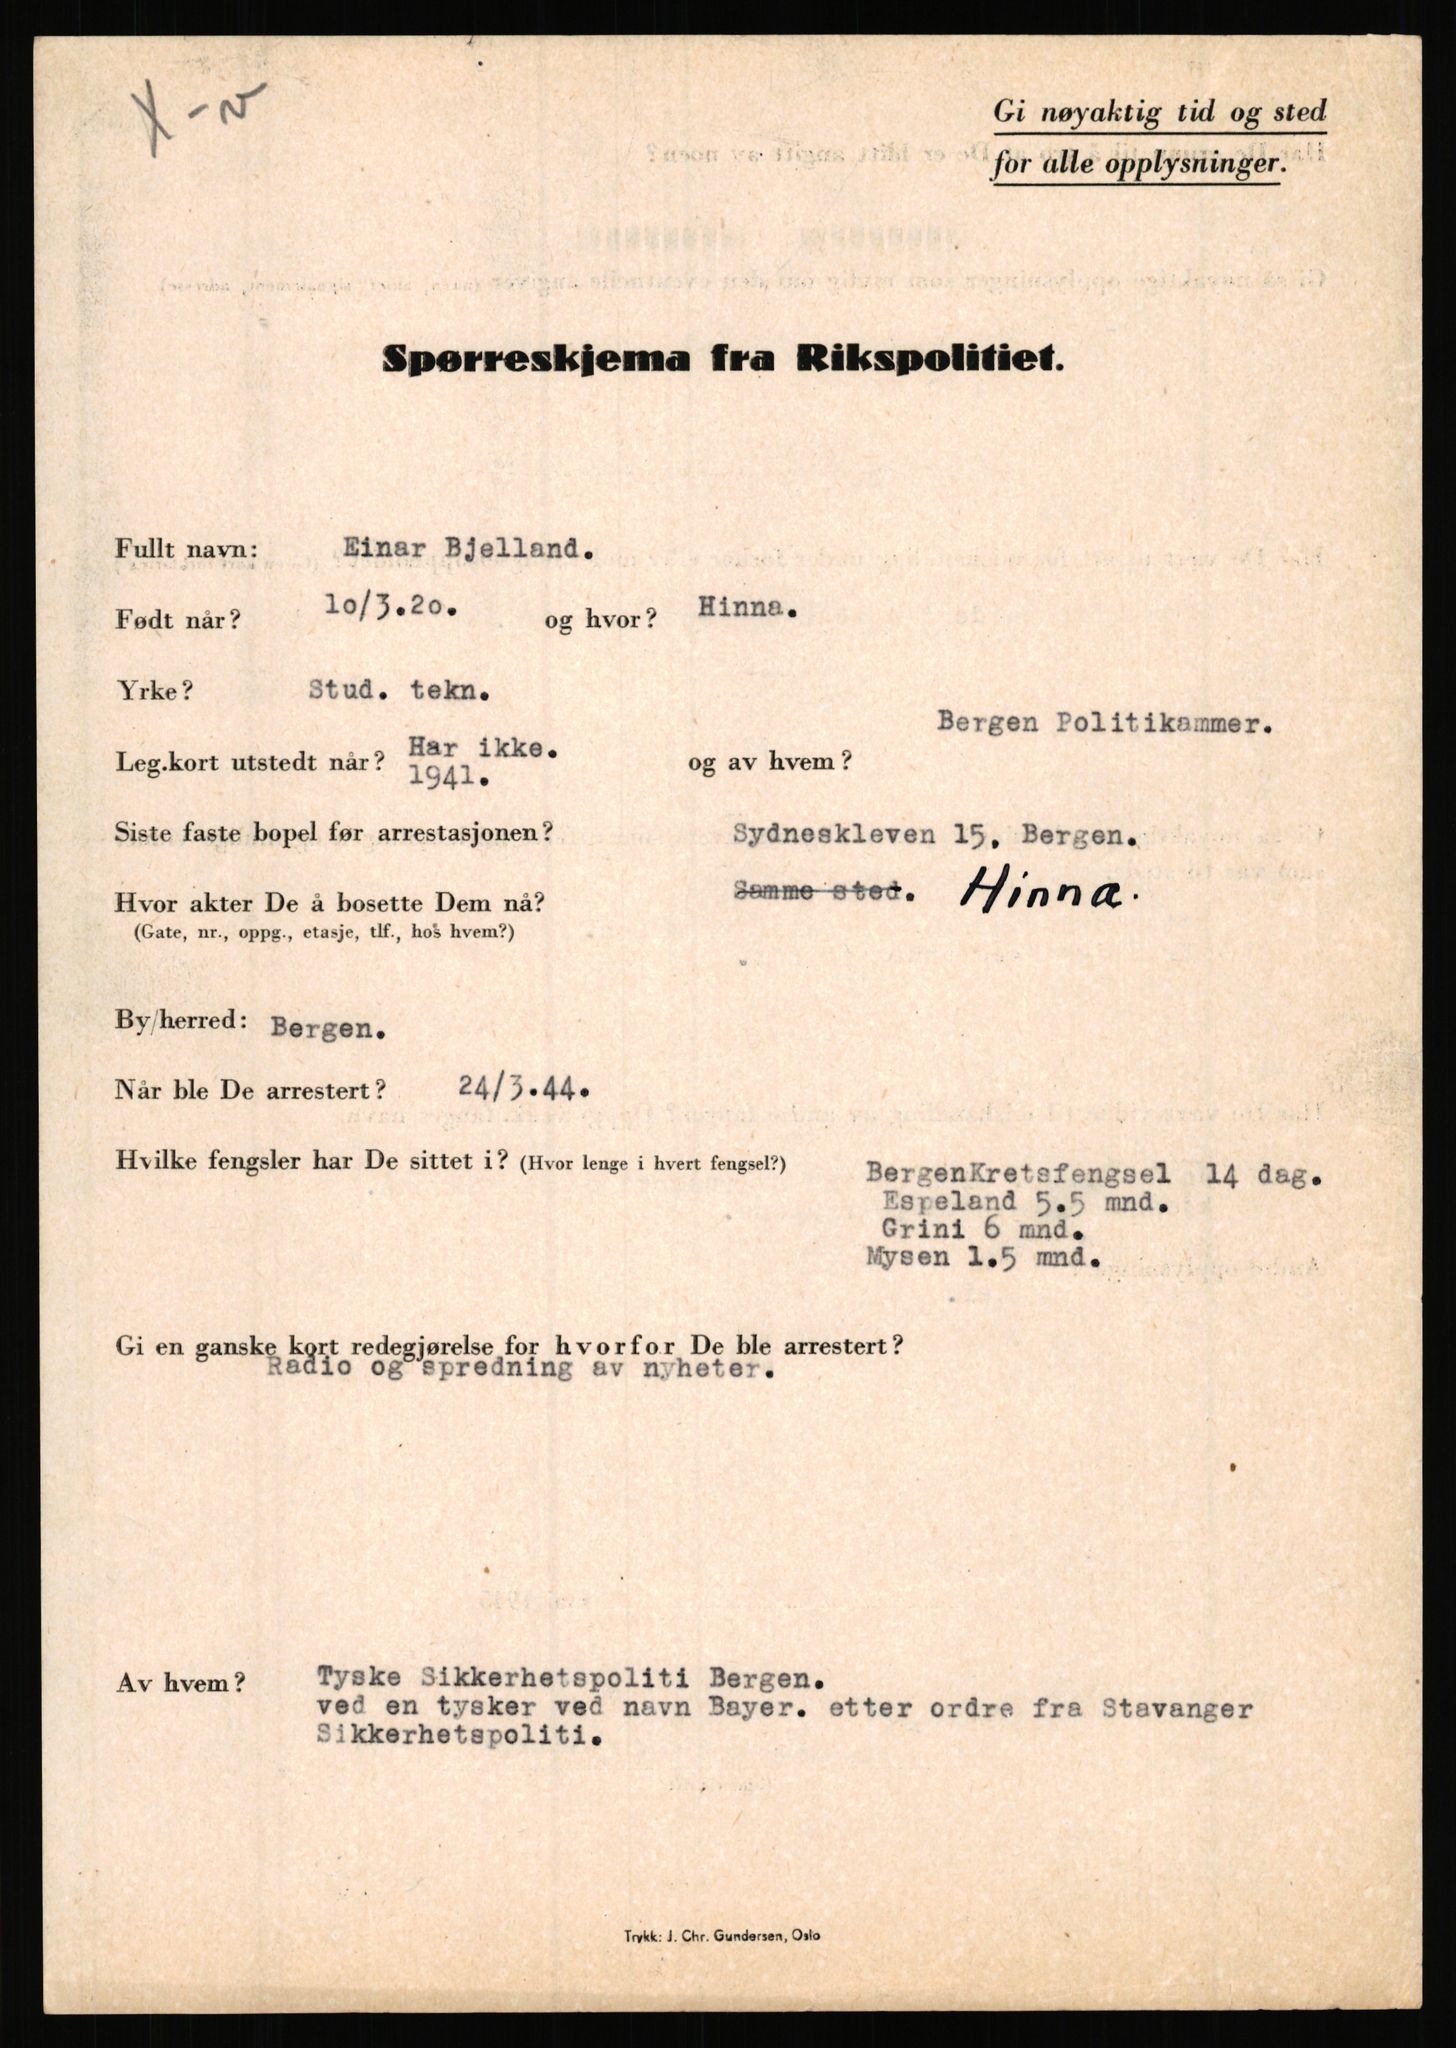 X-v
Gi nøyaktig tid og sted
for alle opplysninger.
Spørreskjema fra Rikspolitiet.
Fullt navn: Einar Bjelland.
Født når? 10/3.20. og hvor? Hinna.
Yrke? Stud. tekn.
Bergen Politikammer.
Leg.kort utstedt når? Har ikke. og av hvem?
1941.
Siste faste bopel før arrestasjonen? Sydneskleven 15. Bergen.
Hvor akter De å bosette Dem nå? Samme sted. Hinna.
(Gate, nr., oppg., etasje, tlf., hos hvem?)
By/herred: Bergen.
Når ble De arrestert? 24/3.44.
Hvilke fengsler har De sittet i? (Hvor lenge i hvert fengsel?)
BergenKretsfengsel 14 dag.
Espeland 5.5 mnd.
Grini 6 mnd.
Mysen 1.5 mnd.
Gi en ganske kort redegjørelse for hvorfor De ble arrestert?
Radio og spredning av nyheter.
Av hvem? Tyske Sikkerhetspoliti Bergen.
ved en tysker ved navn Bayer. etter ordre fra Stavanger
Sikkerhetspoliti.
Trykk: J. Chr. Gundersen, Oslo